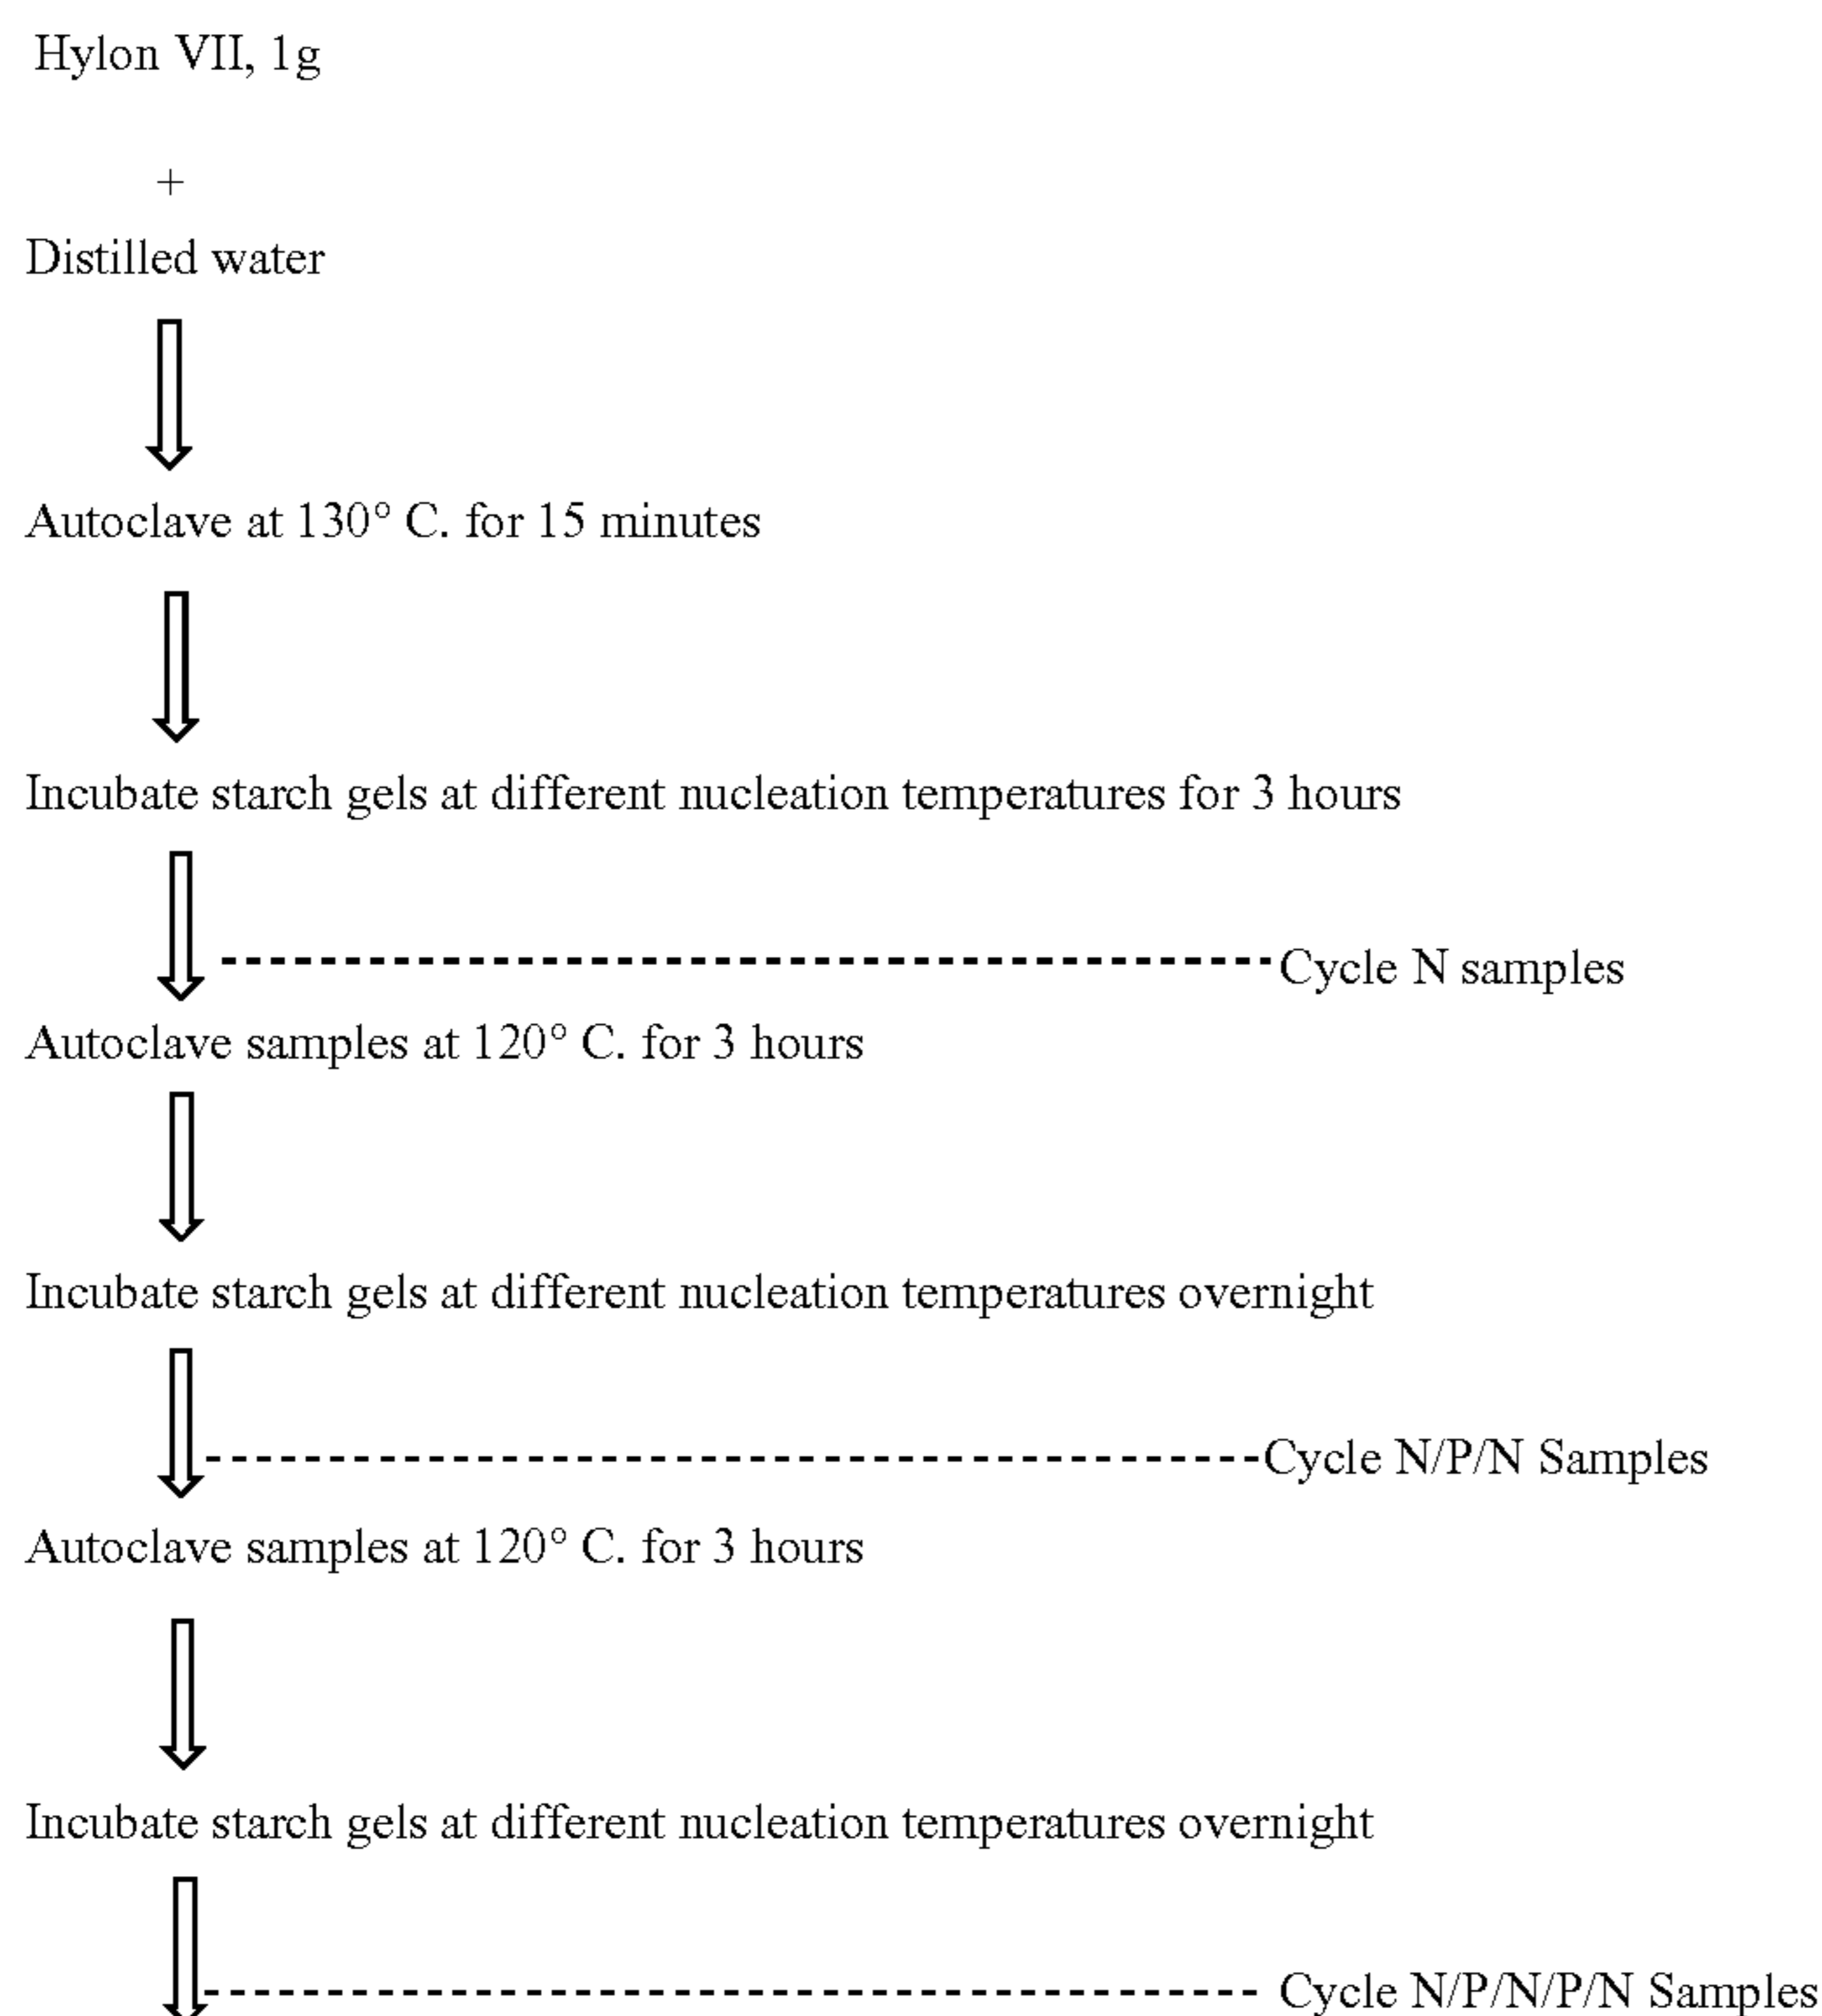 Hylon VII, 1g
+
Distilled water
Autoclave at 130° C. for 15 minutes
Incubate starch gels at different nucleation temperatures for 3 hours
Cycle N samples
Autoclave samples at 120° C. for 3 hours
Incubate starch gels at different nucleation temperatures overnight
Cycle N/P/N Samples
Autoclave samples at 120° C. for 3 hours
Incubate starch gels at different nucleation temperatures overnight
Cycle N/P/N/P/N Samples